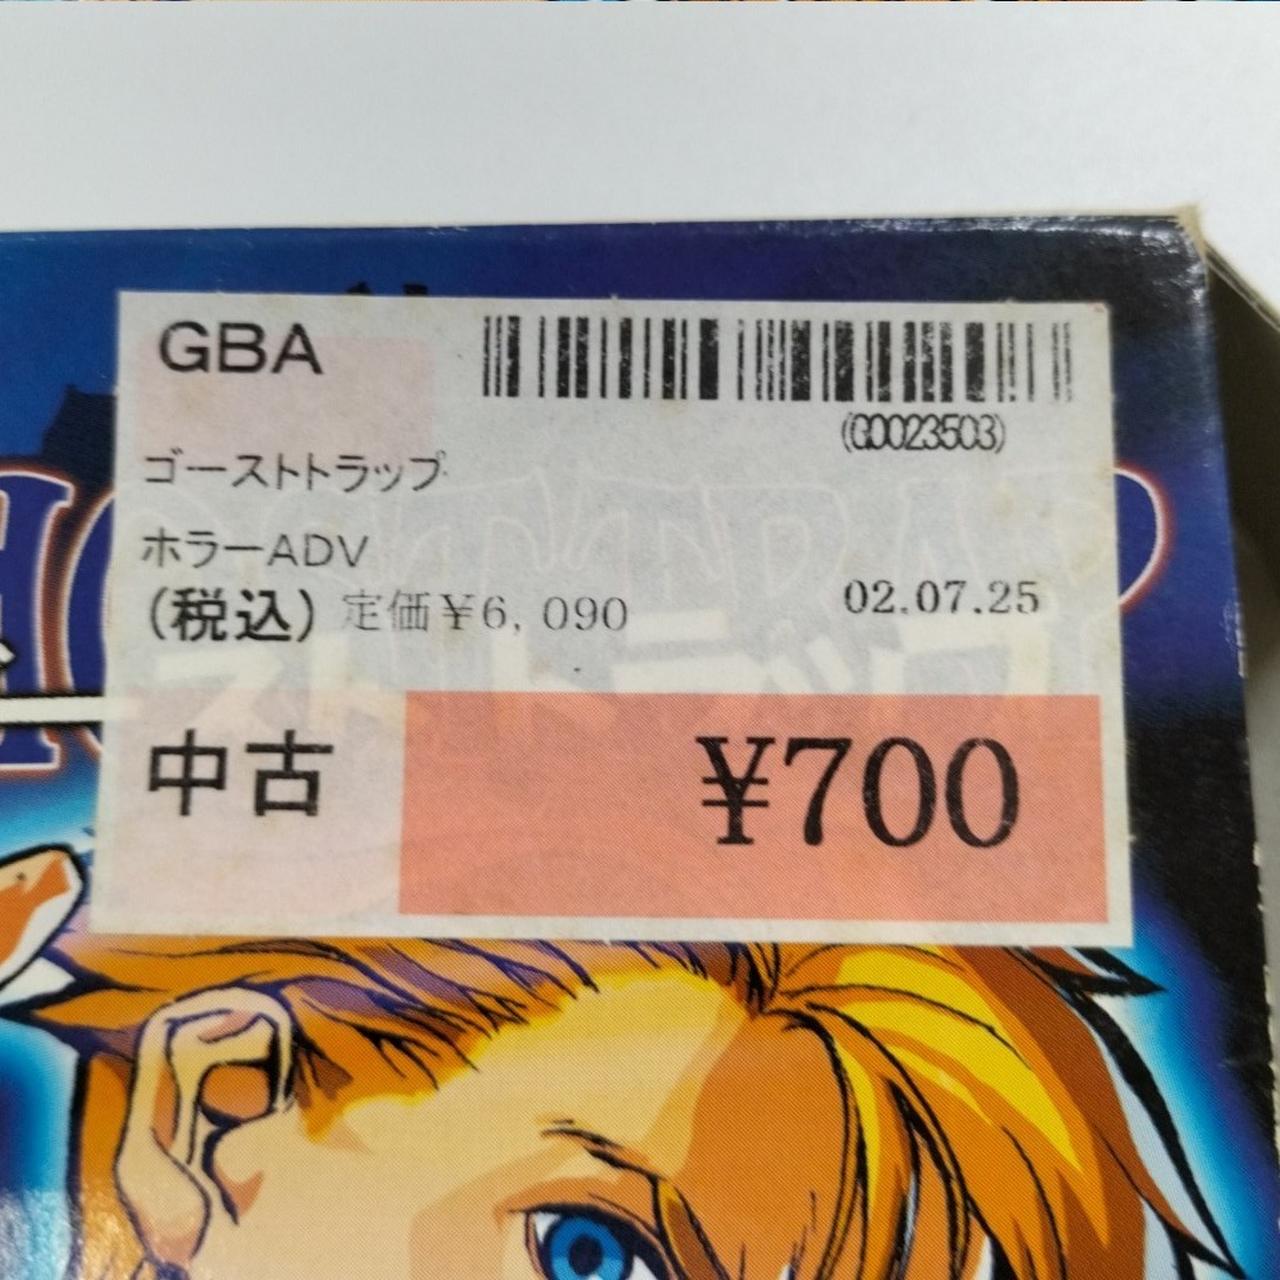 GBA
(G0023503)
ゴーストトラップ
ホラーADV
(税込) 定価¥6,090
02.07.25
中古
¥700